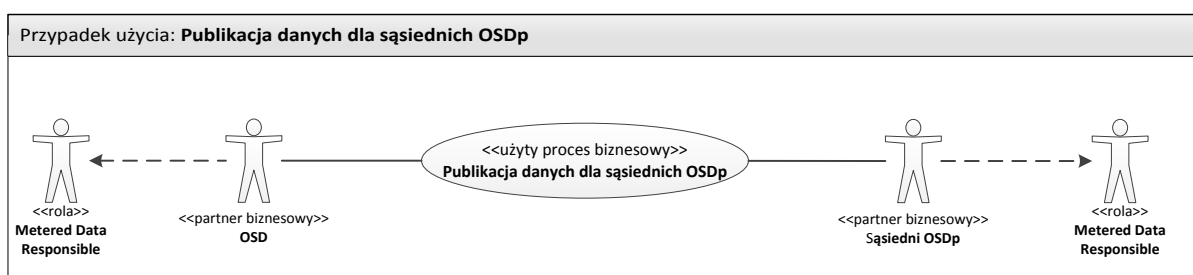 Przypadek użycia: Publikacja danych dla sąsiednich OSDp
<<użyty proces biznesowy>>
Publikacja danych dla sąsiednich OSDp
<<rola>>
Metered Data
Responsible
<<partner biznesowy>>
OSD
<<partner biznesowy>>
Sąsiedni OSDp
<<rola>>
Metered Data
Responsible